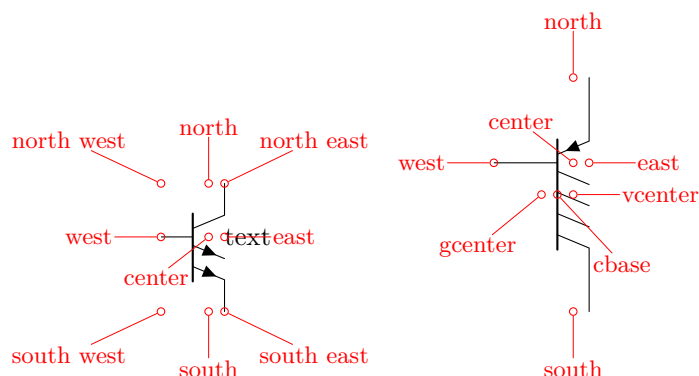 north
north west
north
north east
center
west
east
west
text
east
vcenter
gcenter
center
cbase
south west
south
south east
south